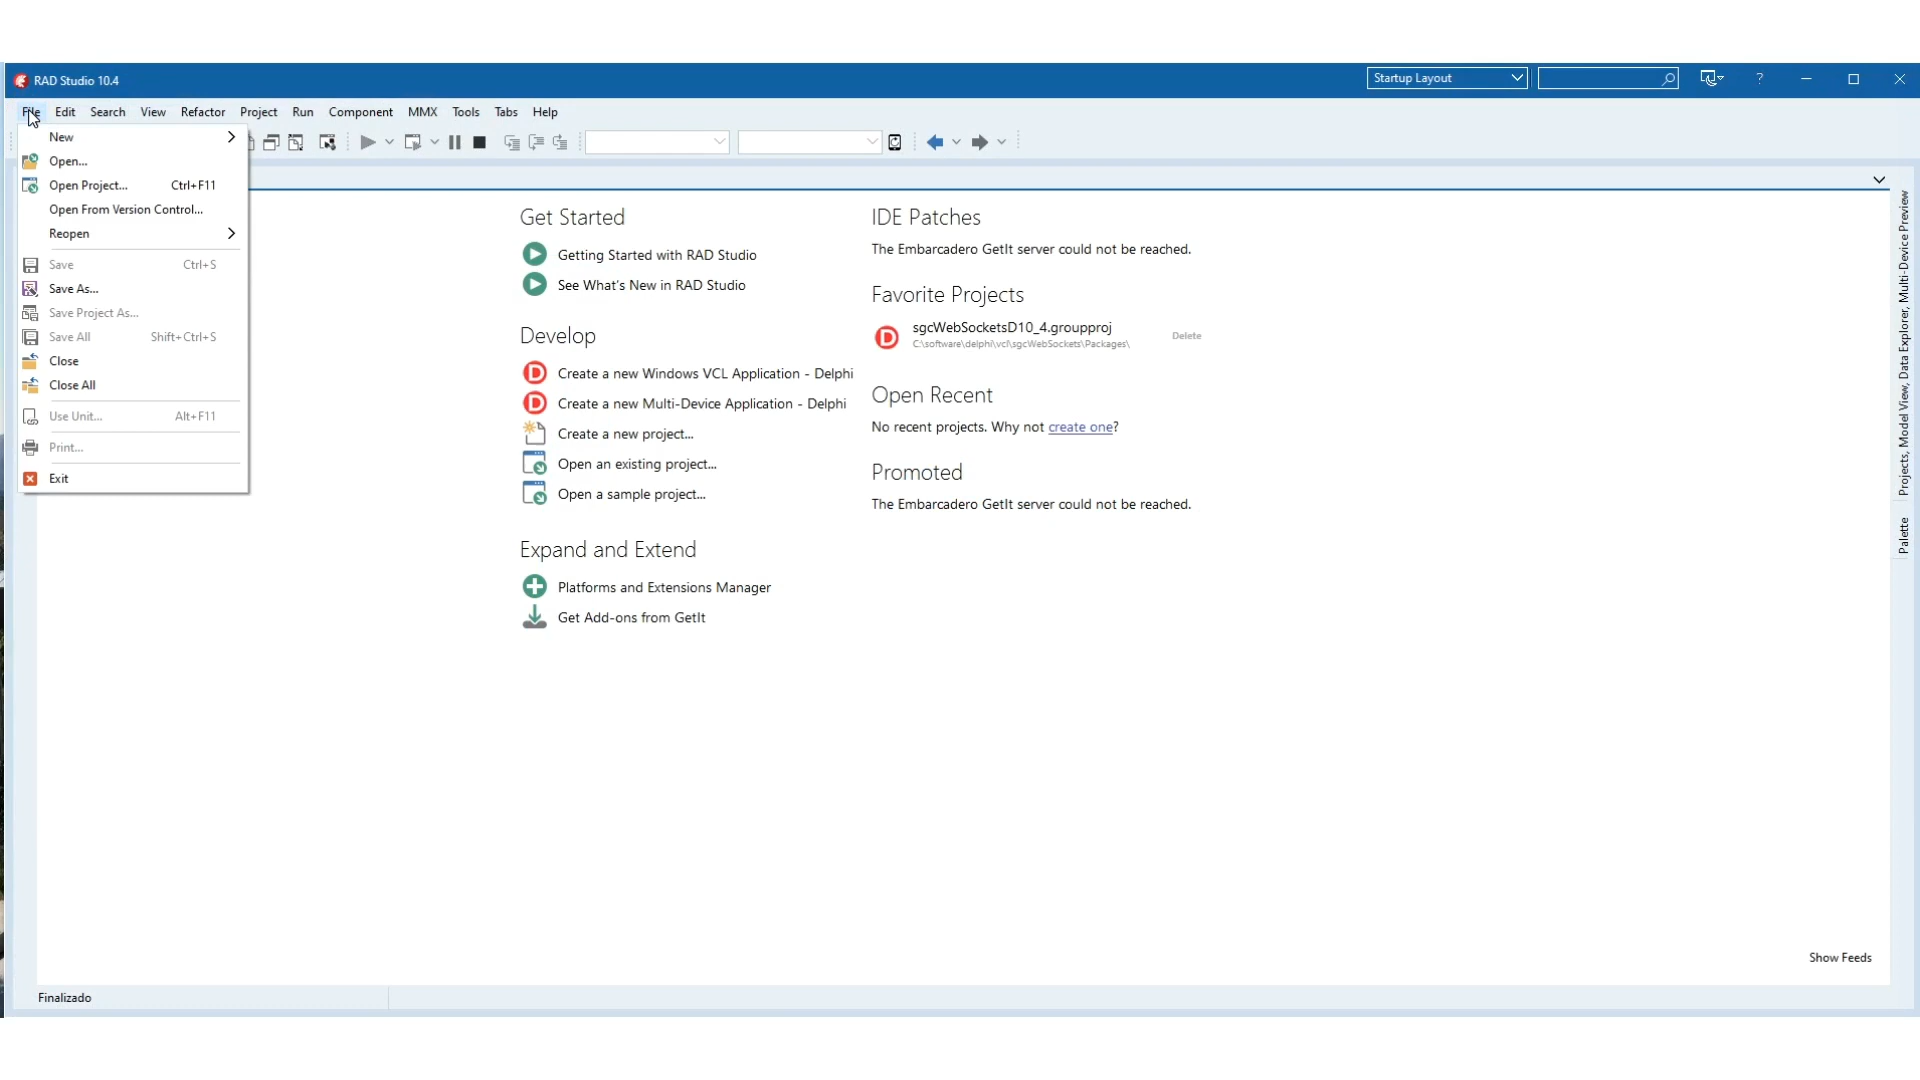 RAD Studio 10.4
Startup Layout
?
File Edit Search View Refactor Project Run Component MMX Tools Tabs Help
New
Open...
Open Project... Ctrl+F11
Open From Version Control...
Reopen
Save Ctrl+S
Save As...
Save Project As...
Save All Shift+Ctrl+S
Close
Close All
Use Unit... Alt+F11
Print...
Exit
Get Started
Getting Started with RAD Studio
See What's New in RAD Studio
Develop
Create a new Windows VCL Application - Delphi
Create a new Multi-Device Application - Delphi
Create a new project...
Open an existing project...
Open a sample project...
Expand and Extend
Platforms and Extensions Manager
Get Add-ons from GetIt
IDE Patches
The Embarcadero GetIt server could not be reached.
Favorite Projects
sgcWebSocketsD10_4.groupproj
C:\software\delphi\vcl\sgcWebSockets\Packages\
Delete
Open Recent
No recent projects. Why not create one?
Promoted
The Embarcadero GetIt server could not be reached.
Projects, Model View, Data Explorer, Multi-Device Preview
Palette
Show Feeds
Finalizado